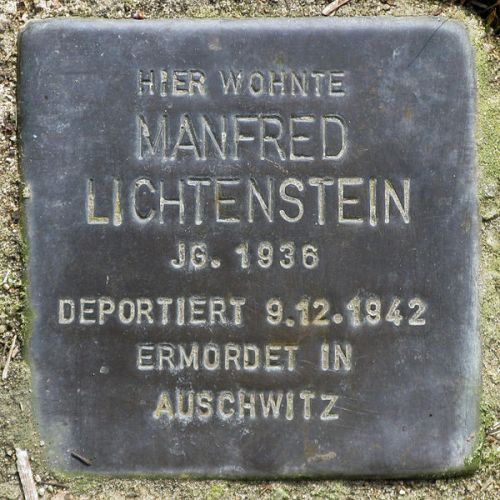 HIER WOHNTE
MANFRED
LICHTENSTEIN
JG. 1936
DEPORTIERT 9.12.1942
ERMORDET IN
AUSCHWITZ